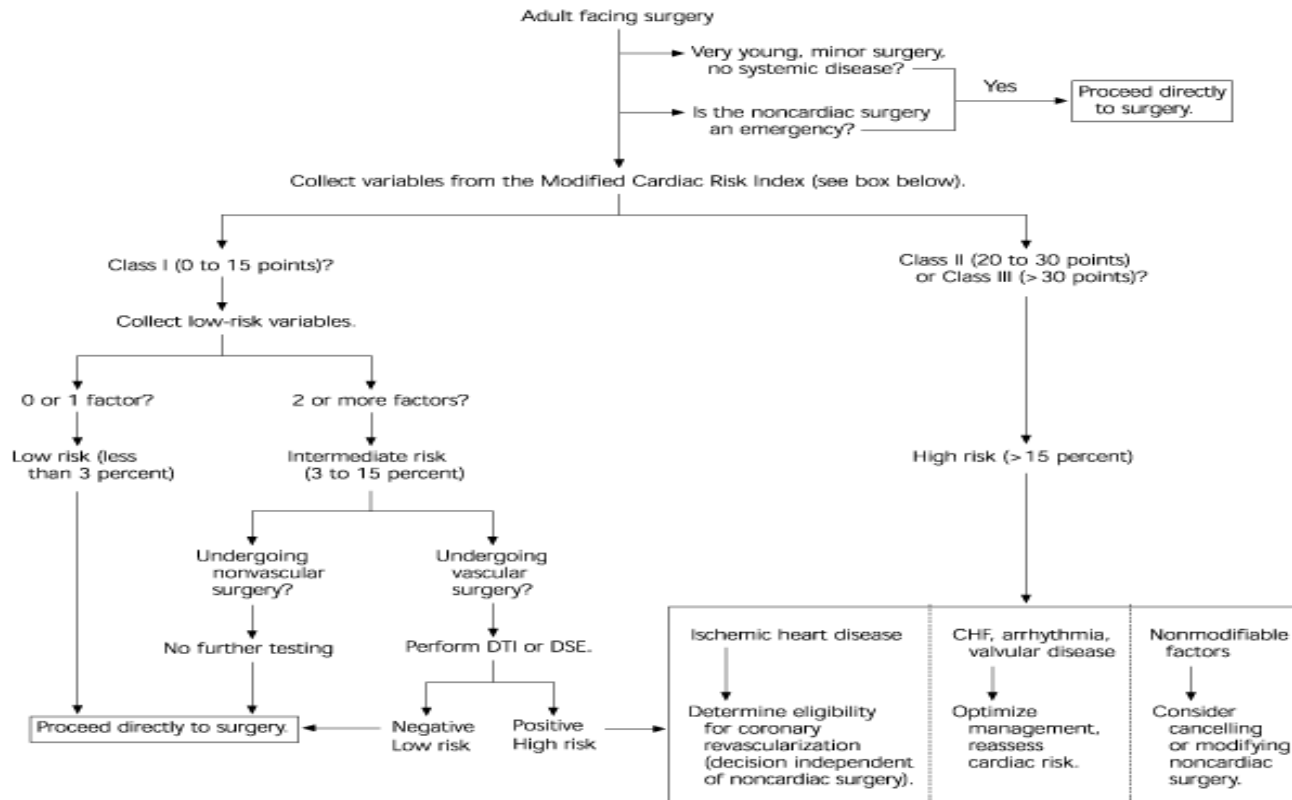 Adult facing surgery
Very young, minor surgery,
no systemic disease?
Yes
Proceed directly
to surgery.
Is the noncardiac surgery
an emergency?
Collect variables from the Modified Cardiac Risk Index (see box below).
Class I (0 to 15 points)?
Class II (20 to 30 points)
or Class III (>30 points)?
Collect low-risk variables.
0 or 1 factor?
2 or more factors?
Low risk (less
than 3 percent)
Intermediate risk
(3 to 15 percent)
High risk (>15 percent)
Undergoing
nonvascular
surgery?
Undergoing
vascular
surgery?
No further testing
Perform DTI or DSE.
Proceed directly to surgery.
Negative
Low risk
Positive
High risk
Ischemic heart disease
Determine eligibility
for coronary
revascularization
(decision independent
of noncardiac surgery).
CHF, arrhythmia,
valvular disease
Optimize
management,
reassess
cardiac risk.
Nonmodifiable
factors
Consider
cancelling
or modifying
noncardiac
surgery.